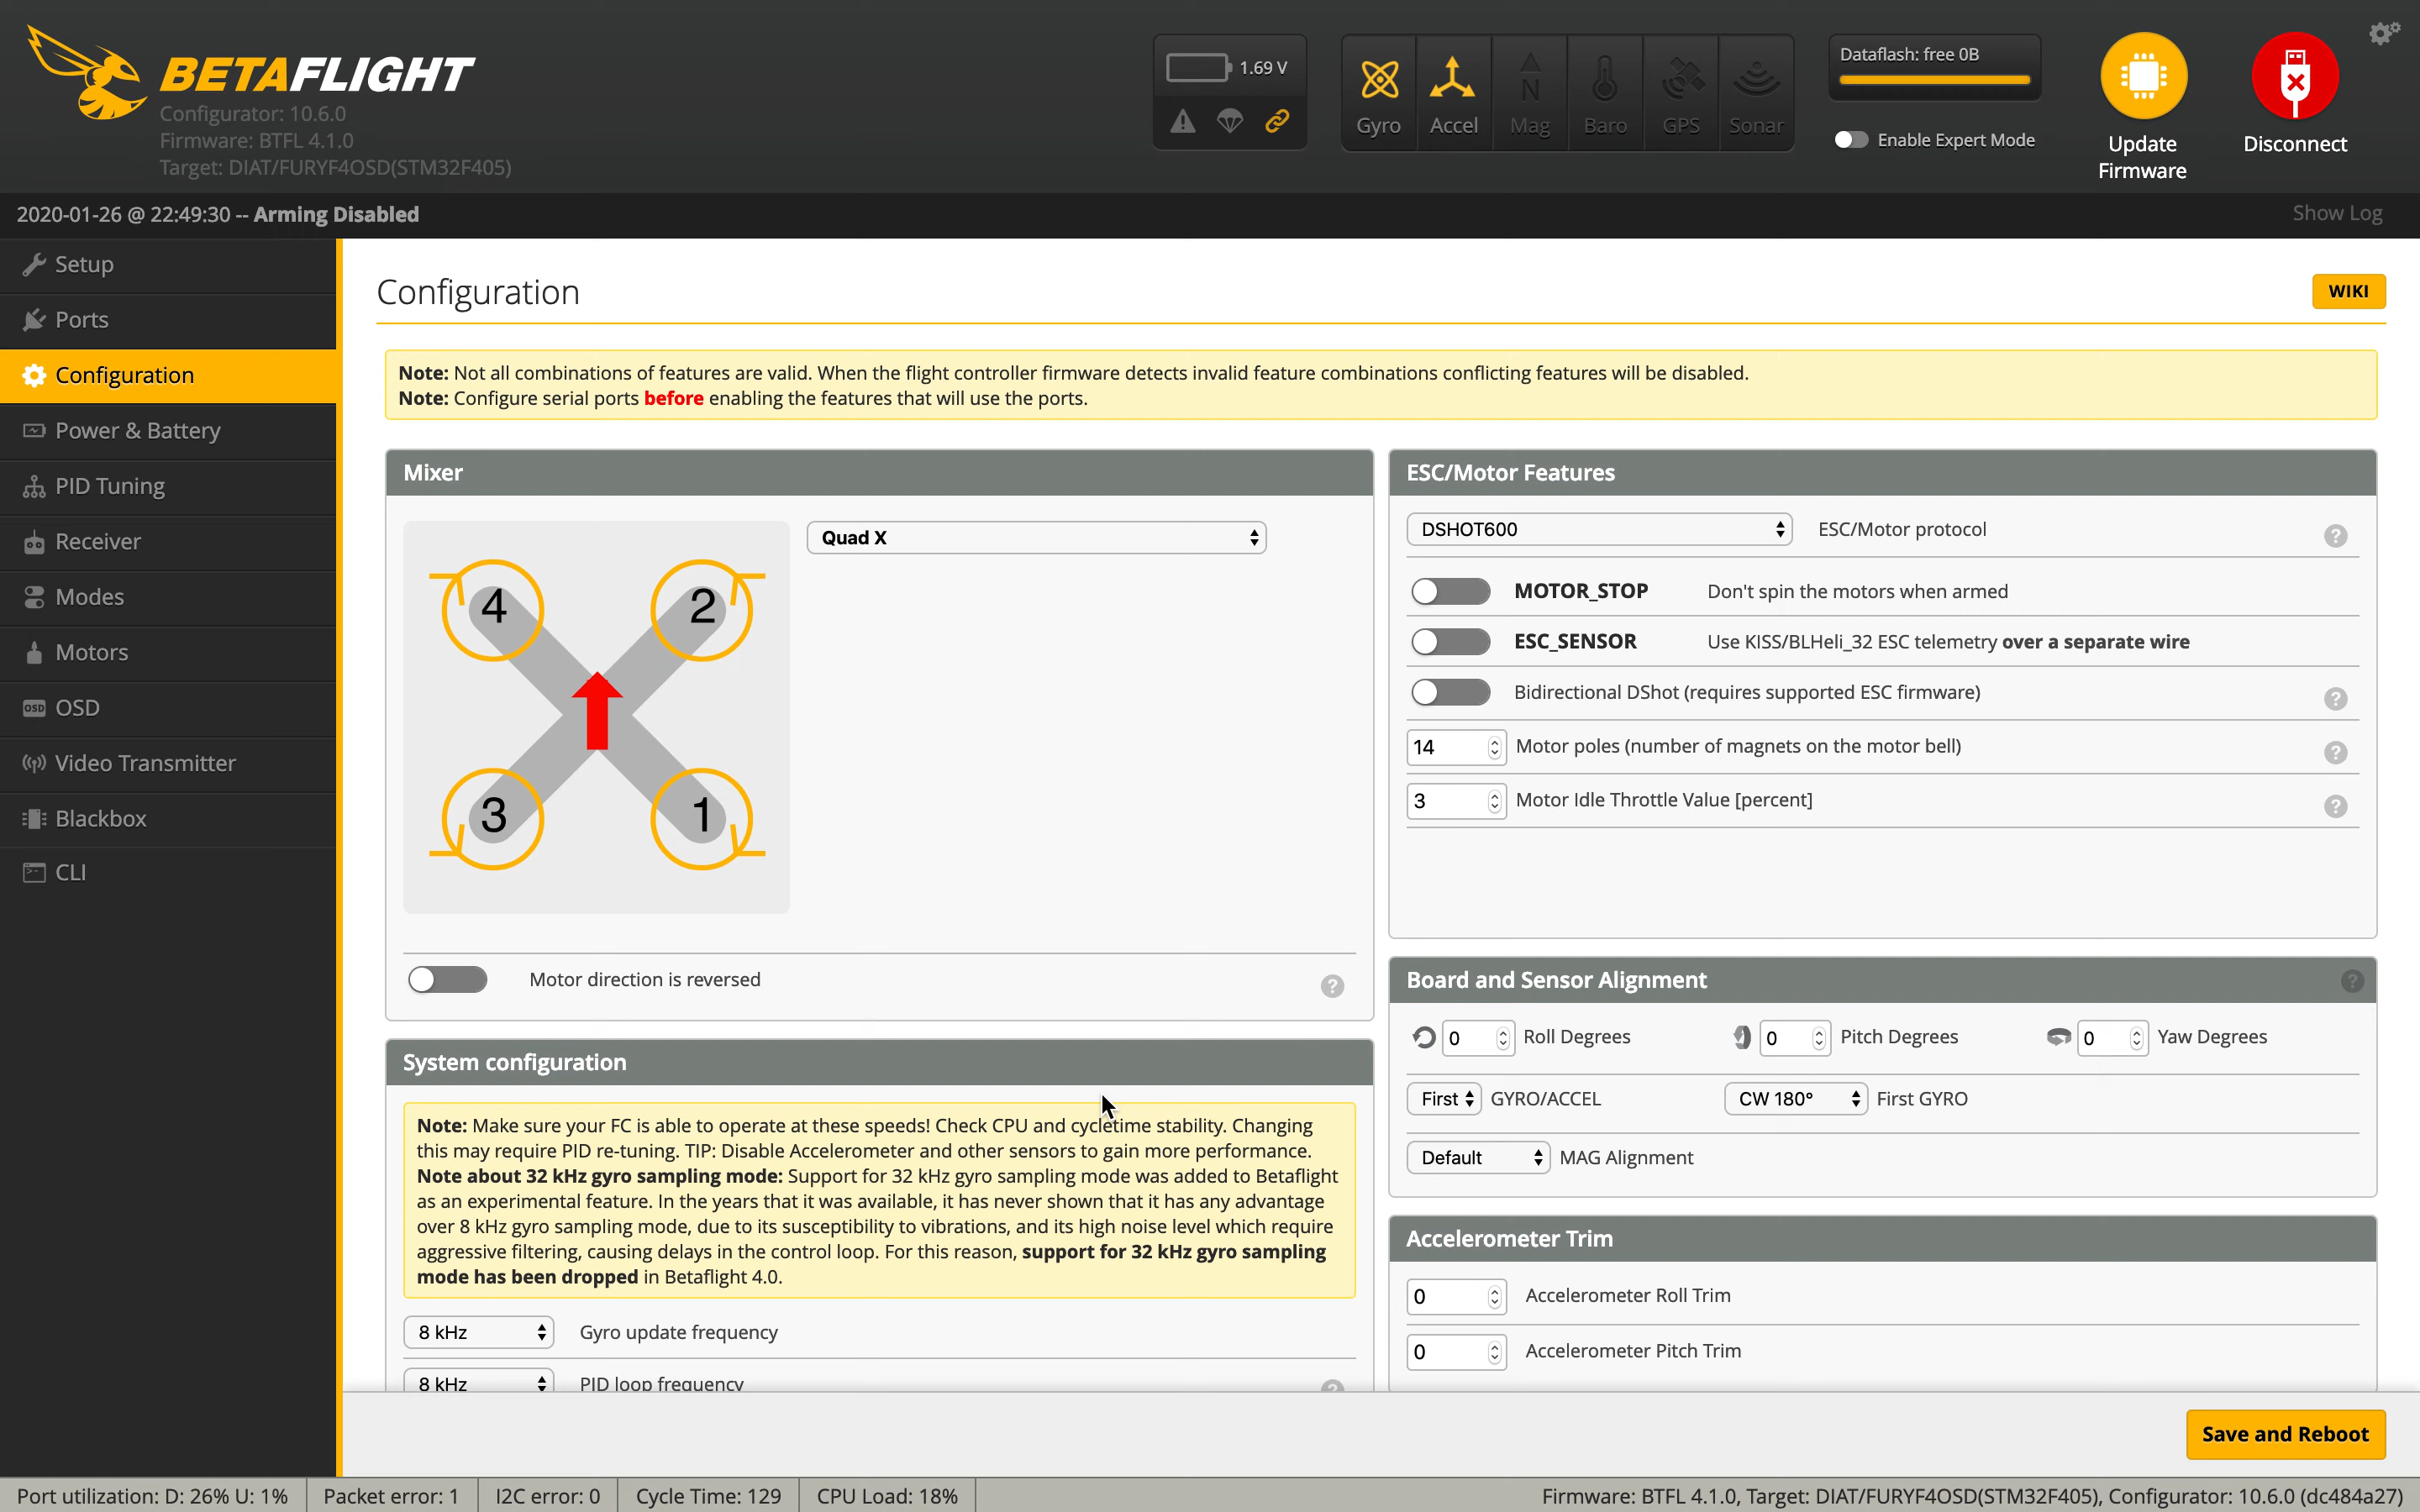 BETAFLIGHT
Configurator: 10.6.0
Firmware: BTFL 4.1.0
Target: DIAT/FURYF4OSD(STM32F405)
1.69 V
Gyro
Accel
Mag
Baro
GPS
Sonar
Dataflash: free 0B
Enable Expert Mode
Update
Firmware
Disconnect
2020-01-26 @ 22:49:30 -- Arming Disabled
Show Log
Setup
Ports
Configuration
Power & Battery
PID Tuning
Receiver
Modes
Motors
OSD OSD
Video Transmitter
Blackbox
CLI
Configuration
WIKI
Note: Not all combinations of features are valid. When the flight controller firmware detects invalid feature combinations conflicting features will be disabled.
Note: Configure serial ports before enabling the features that will use the ports.
Mixer
Quad X
4
2
3
1
Motor direction is reversed
?
System configuration
Note: Make sure your FC is able to operate at these speeds! Check CPU and cycletime stability. Changing
this may require PID re-tuning. TIP: Disable Accelerometer and other sensors to gain more performance.
Note about 32 kHz gyro sampling mode: Support for 32 kHz gyro sampling mode was added to Betaflight
as an experimental feature. In the years that it was available, it has never shown that it has any advantage
over 8 kHz gyro sampling mode, due to its susceptibility to vibrations, and its high noise level which require
aggressive filtering, causing delays in the control loop. For this reason, support for 32 kHz gyro sampling
mode has been dropped in Betaflight 4.0.
8 kHz Gyro update frequency
8 kHz PID loop frequency ?
ESC/Motor Features
DSHOT600 ESC/Motor protocol ?
MOTOR_STOP Don't spin the motors when armed
ESC_SENSOR Use KISS/BLHeli_32 ESC telemetry over a separate wire
Bidirectional DShot (requires supported ESC firmware) ?
14 Motor poles (number of magnets on the motor bell) ?
3 Motor Idle Throttle Value [percent] ?
Board and Sensor Alignment ?
0 Roll Degrees 0 Pitch Degrees 0 Yaw Degrees
First GYRO/ACCEL CW 180° First GYRO
Default MAG Alignment
Accelerometer Trim
0 Accelerometer Roll Trim
0 Accelerometer Pitch Trim
Save and Reboot
Port utilization: D: 26% U: 1% Packet error: 1 I2C error: 0 Cycle Time: 129 CPU Load: 18% Firmware: BTFL 4.1.0, Target: DIAT/FURYF4OSD(STM32F405), Configurator: 10.6.0 (dc484a27)